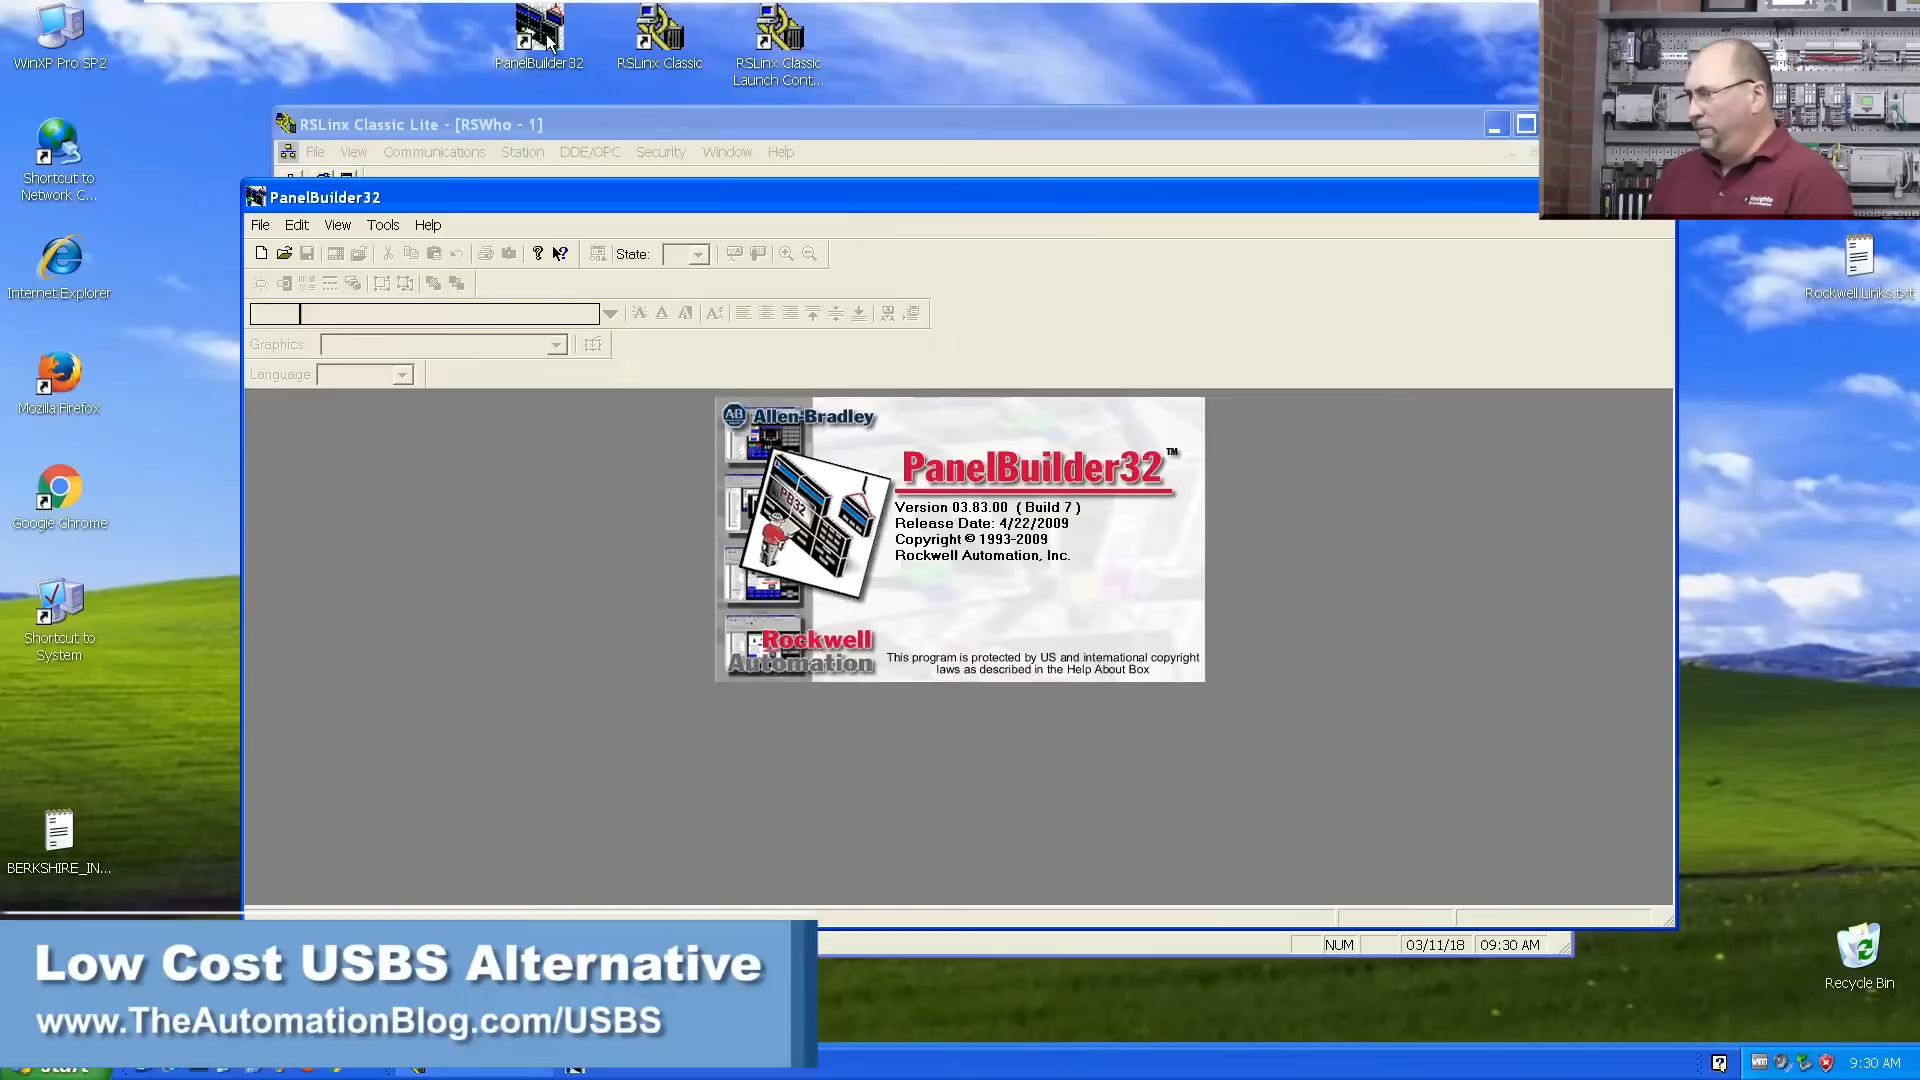 WinXP Pro SP2
PanelBuilder32
RSLinx Classic
RSLinx Classic
Launch Cont...
Shortcut to
Network C...
Internet Explorer
Mozilla Firefox
Google Chrome
Shortcut to
System
BERKSHIRE_IN...
RSLinx Classic Lite - [RSWho - 1]
File View Communications Station DDE/OPC Security Window Help
PanelBuilder32
File Edit View Tools Help
State:
Graphics:
Language:
AB Allen-Bradley
PanelBuilder32™
PB32
Version 03.83.00 ( Build 7 )
Release Date: 4/22/2009
Copyright © 1993-2009
Rockwell Automation, Inc.
Rockwell
Automation
This program is protected by US and international copyright
laws as described in the Help About Box
Rockwell Links.txt
Recycle Bin
NUM 03/11/18 09:30 AM
Low Cost USBS Alternative
www.TheAutomationBlog.com/USBS
start
9:30 AM